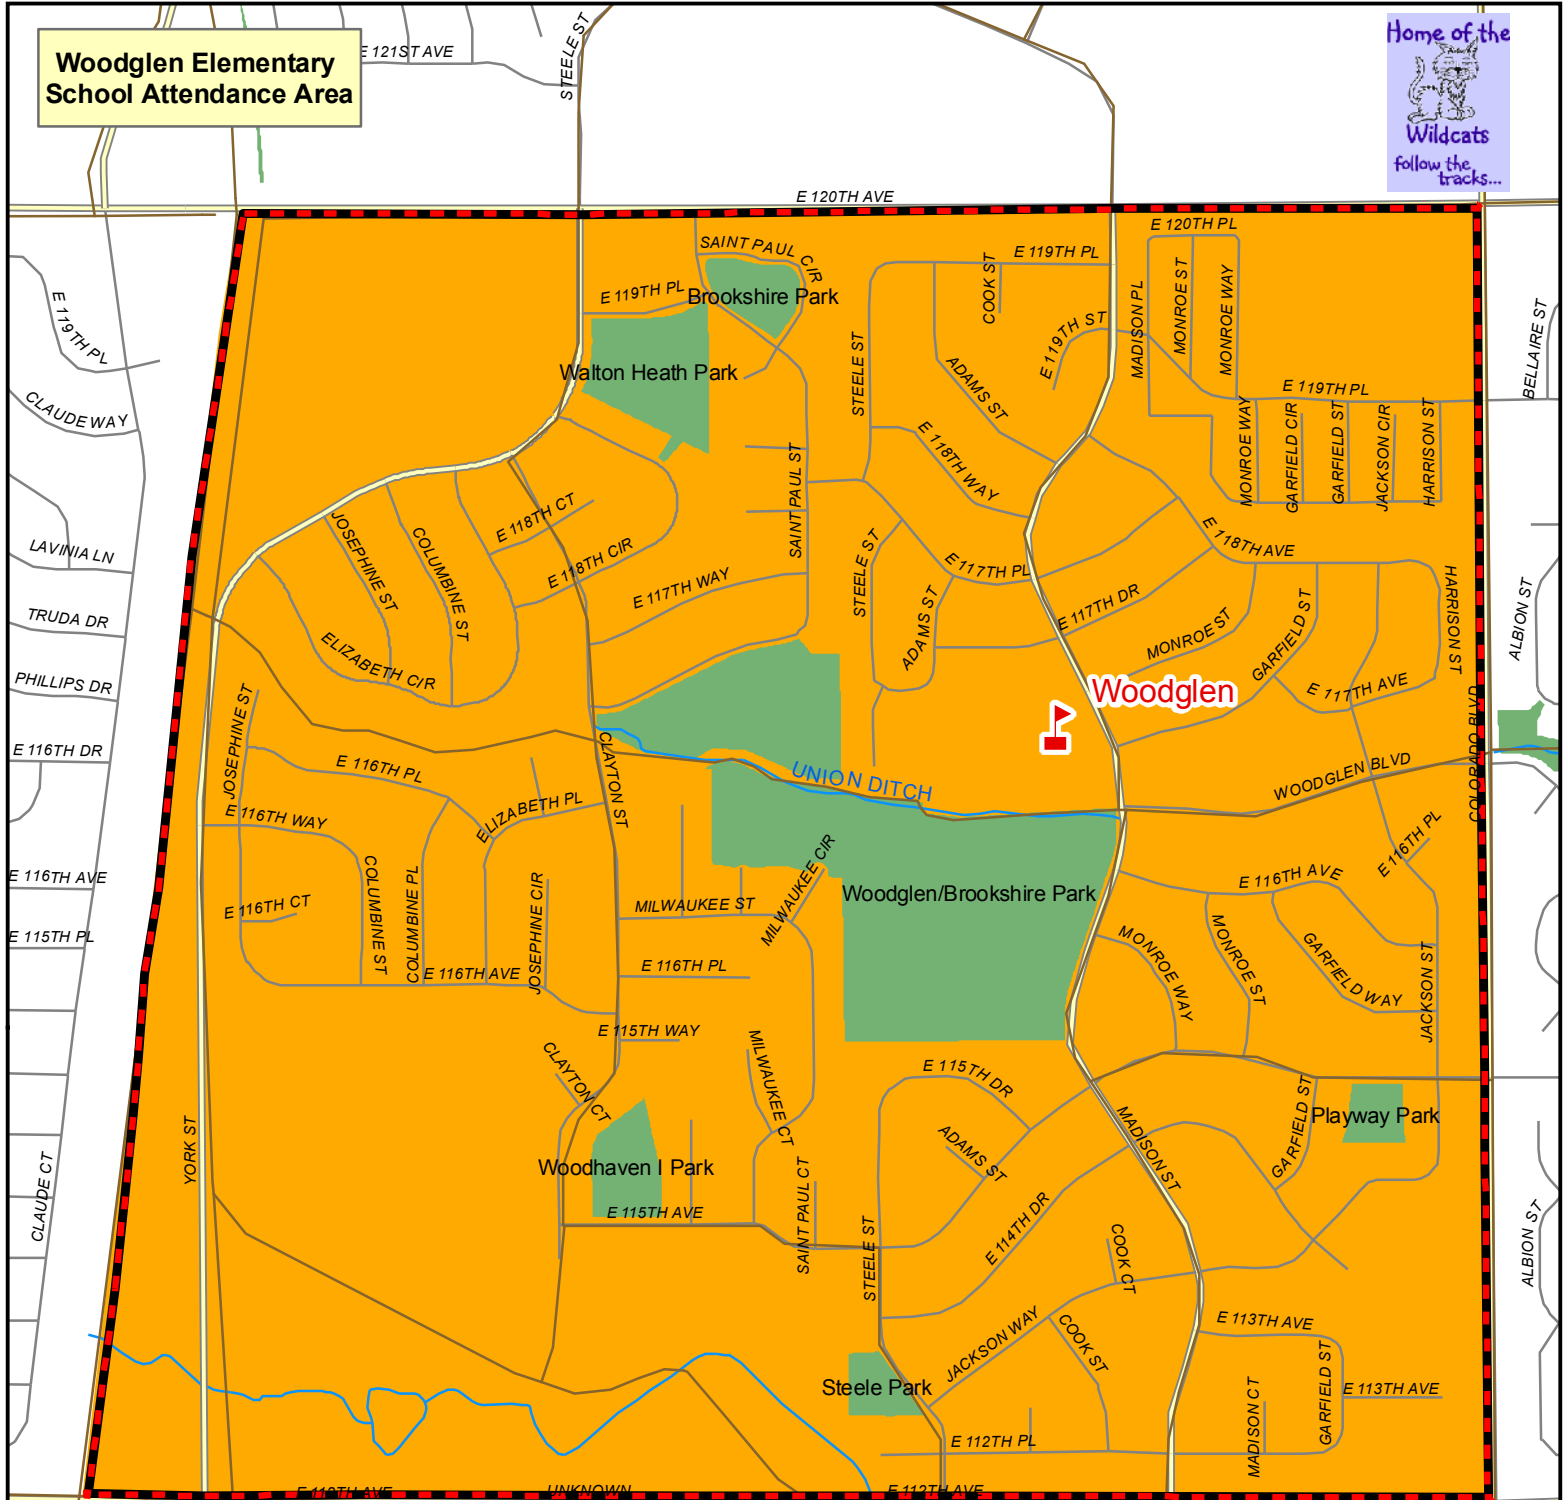 Woodglen Elementary
School Attendance Area
E 121ST AVE
STEELE ST
Home of the
Wildcats
follow the
tracks...
E 120TH AVE
E 120TH PL
SAINT PAUL CIR
E 119TH PL
COOK ST
E 119TH PL
Brookshire Park
MADISON PL
MONROE ST
MONROE WAY
E 119TH PL
E 119TH ST
BELLAIRE ST
Walton Heath Park
STEELE ST
ADAMS ST
E 119TH PL
CLAUDE WAY
E 118TH WAY
MONROE WAY
GARFIELD CIR
GARFIELD ST
JACKSON CIR
HARRISON ST
SAINT PAUL ST
E 118TH CT
JOSEPHINE ST
COLUMBINE ST
E 118TH CIR
LAVINIA LN
E 118TH AVE
STEELE ST
E 117TH PL
E 117TH WAY
HARRISON ST
ALBION ST
TRUDA DR
ADAMS ST
E 117TH DR
MONROE ST
GARFIELD ST
ELIZABETH CIR
PHILLIPS DR
Woodglen
E 117TH AVE
JOSEPHINE ST
COLORADO BLVD
E 116TH DR
CLAYTON ST
E 116TH PL
UNION DITCH
WOODGLEN BLVD
E 116TH WAY
ELIZABETH PL
E 116TH PL
E 116TH AVE
COLUMBINE ST
COLUMBINE PL
JOSEPHINE CIR
MILWAUKEE ST
MILWAUKEE CIR
Woodglen/Brookshire Park
E 116TH AVE
E 116TH CT
E 115TH PL
E 116TH AVE
E 116TH PL
MONROE WAY
MONROE ST
GARFIELD WAY
JACKSON ST
E 115TH WAY
CLAYTON CT
MILWAUKEE CT
E 115TH DR
YORK ST
MADISON ST
GARFIELD ST
Playway Park
Woodhaven I Park
ADAMS ST
CLAUDE CT
E 115TH AVE
SAINT PAUL CT
STEELE ST
E 114TH DR
COOK CT
ALBION ST
JACKSON WAY
COOK ST
E 113TH AVE
Steele Park
GARFIELD ST
E 113TH AVE
MADISON CT
E 112TH PL
E 112TH AVE
UNKNOWN
E 112TH AVE